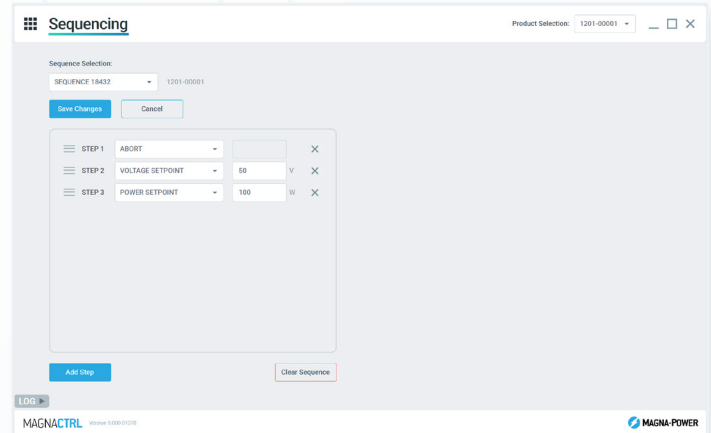 Sequencing
Product Selection: 1201-00001
Sequence Selection:
SEQUENCE 18432 1201-00001
Save Changes Cancel
STEP 1 ABORT
STEP 2 VOLTAGE SETPOINT 50 V
STEP 3 POWER SETPOINT 100 W
Add Step Clear Sequence
LOG
MAGNACTRL MAGNA-POWER